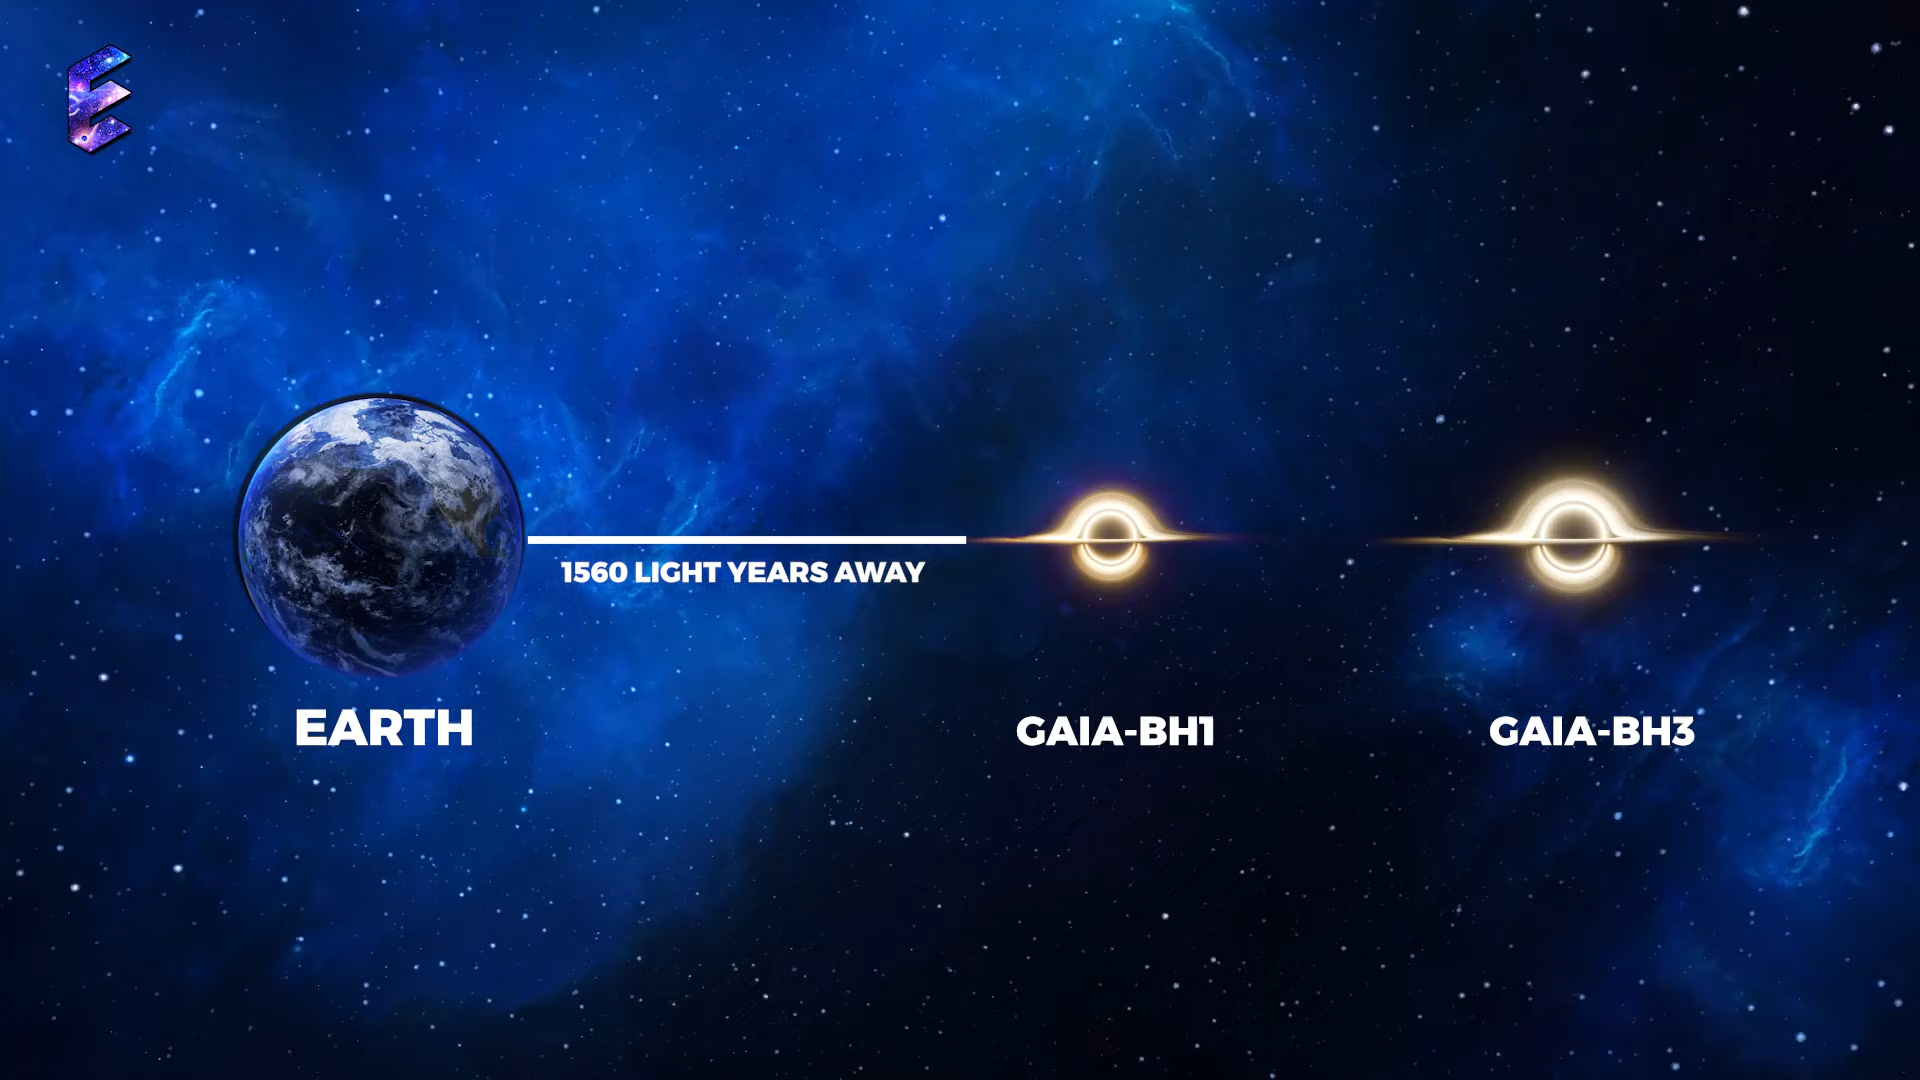 E
1560 LIGHT YEARS AWAY
EARTH
GAIA-BH1
GAIA-BH3